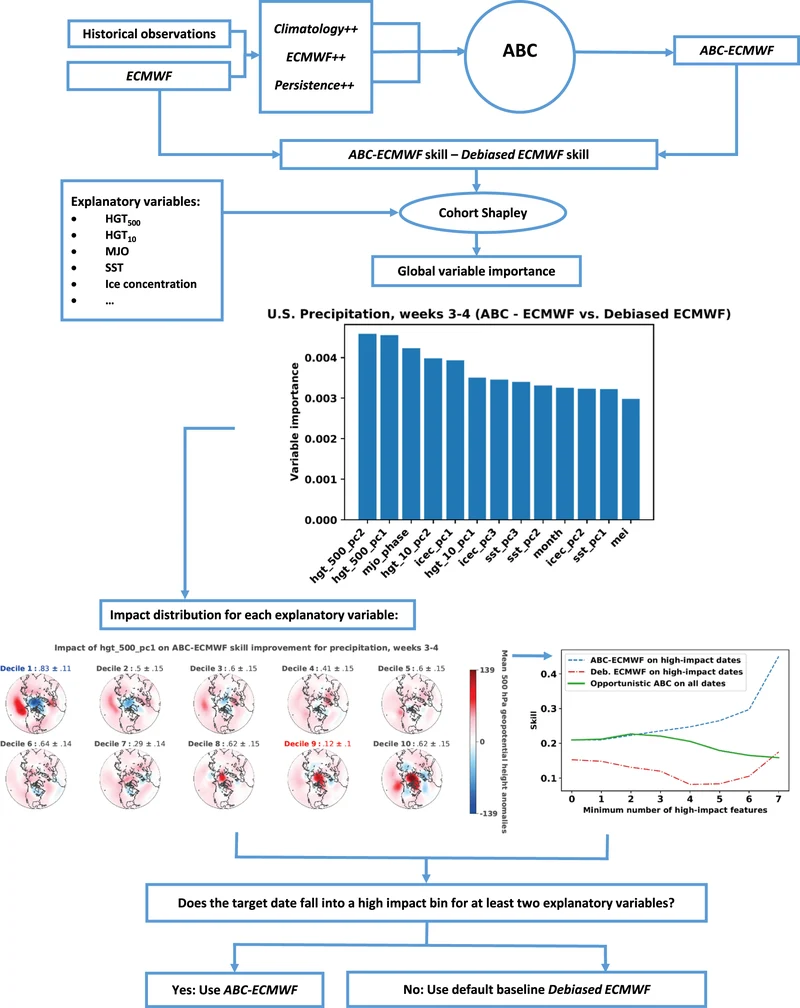 Historical observations
ECMWF
Climatology++
ECMWF++
Persistence++
ABC
ABC-ECMWF
ABC-ECMWF skill – Debiased ECMWF skill
Explanatory variables:
• HGT500
• HGT10
• MJO
• SST
• Ice concentration
• ...
Cohort Shapley
Global variable importance
U.S. Precipitation, weeks 3-4 (ABC - ECMWF vs. Debiased ECMWF)
Variable importance
0.004
0.003
0.002
0.001
0.000
hgt_500_pc2
hgt_500_pc1
mjo_phase
hgt_10_pc2
icec_pc1
hgt_10_pc1
icec_pc3
sst_pc3
sst_pc2
month
icec_pc2
sst_pc1
mei
Impact distribution for each explanatory variable:
Impact of hgt_500_pc1 on ABC-ECMWF skill improvement for precipitation, weeks 3-4
Decile 1 : .83 ± .11
Decile 2 : .5 ± .15
Decile 3 : .6 ± .15
Decile 4 : .41 ± .15
Decile 5 : .6 ± .15
Decile 6 : .64 ± .14
Decile 7 : .29 ± .14
Decile 8 : .62 ± .15
Decile 9 : .12 ± .1
Decile 10 : .62 ± .15
139
0
-139
Mean 500 hPa geopotential height anomalies
ABC-ECMWF on high-impact dates
Deb. ECMWF on high-impact dates
Opportunistic ABC on all dates
Skill
0.4
0.3
0.2
0.1
0 1 2 3 4 5 6 7
Minimum number of high-impact features
Does the target date fall into a high impact bin for at least two explanatory variables?
Yes: Use ABC-ECMWF
No: Use default baseline Debiased ECMWF